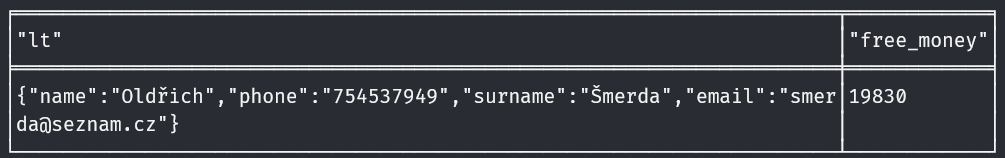 "lt" "free_money"
{"name":"Oldřich","phone":"754537949","surname":"Šmerda","email":"smer 19830
da@seznam.cz"}